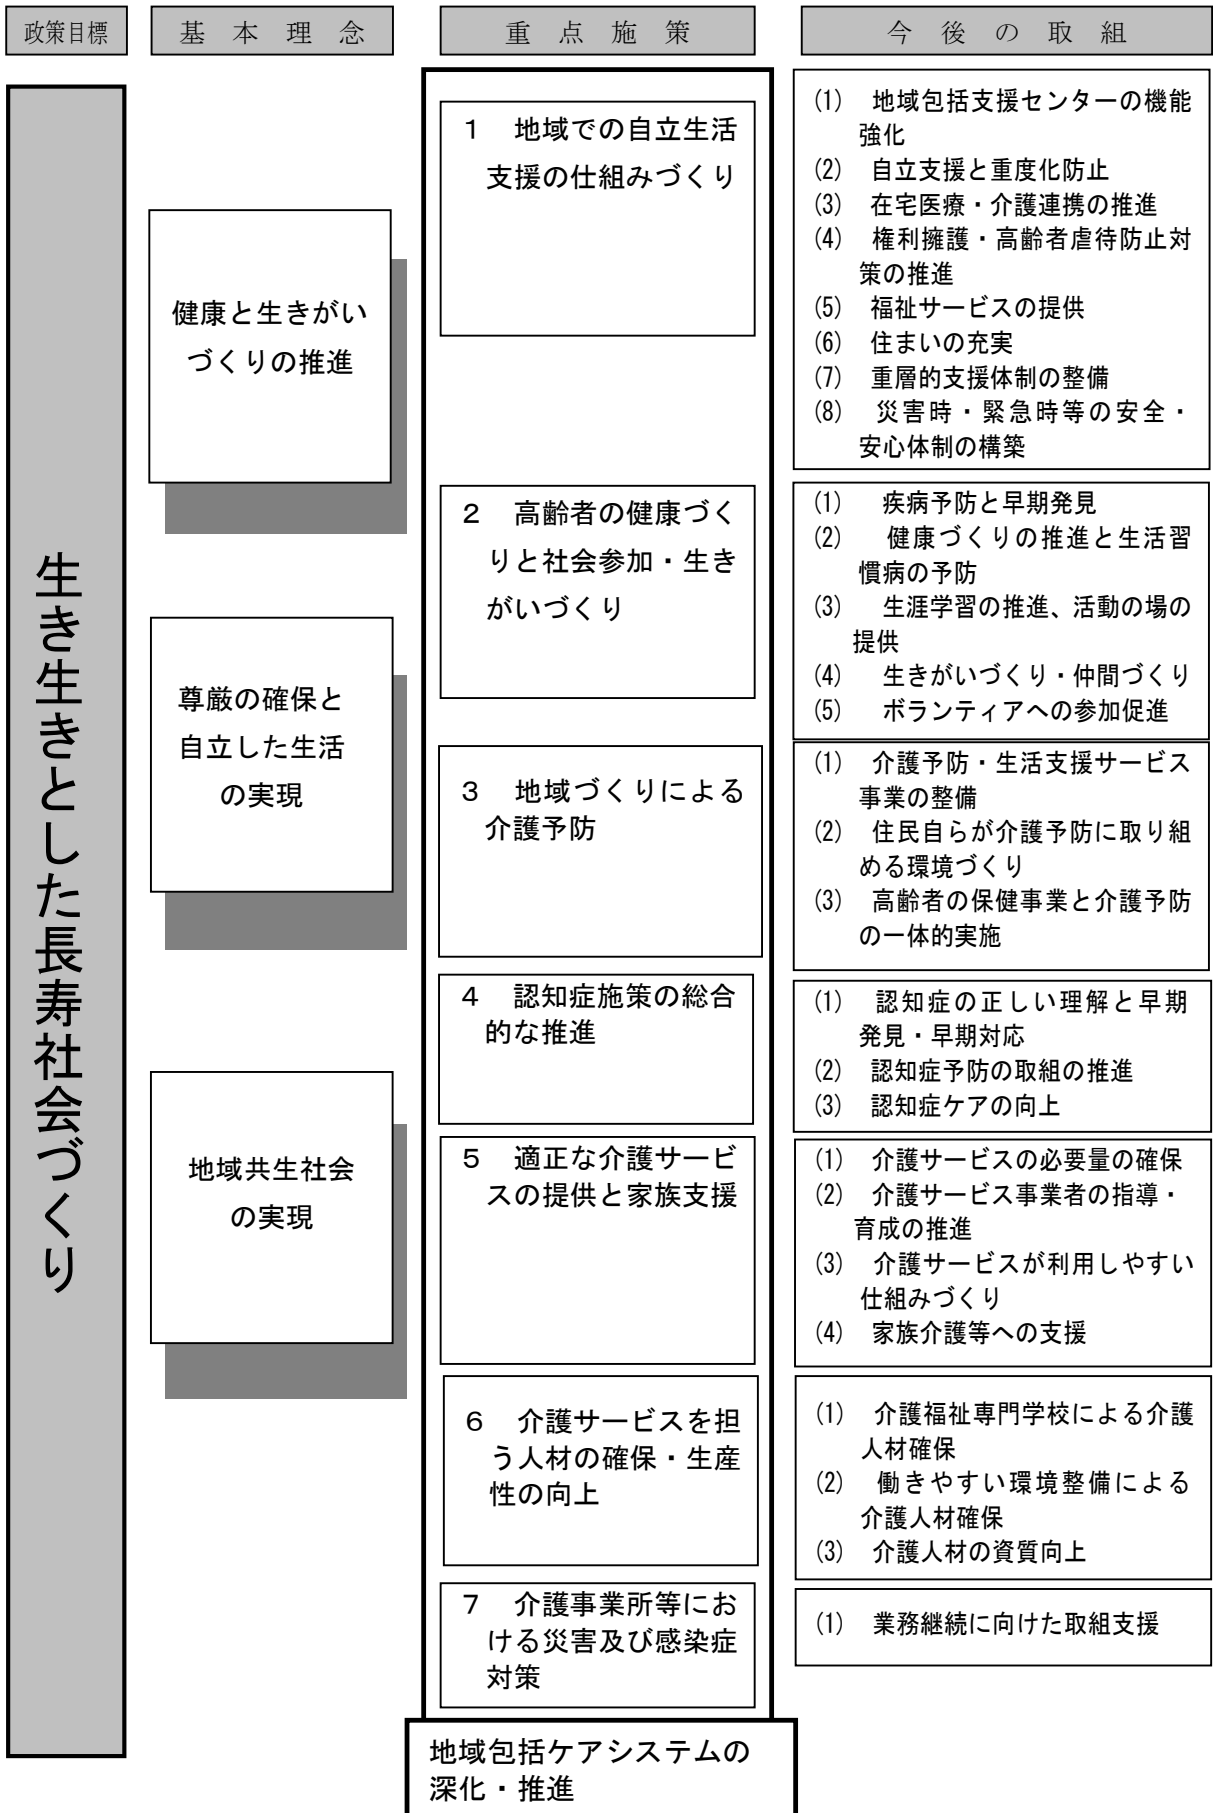 政策目標
基本理念
重点施策
今後の取組
生き生きとした長寿社会づくり
健康と生きがい
づくりの推進
尊厳の確保と
自立した生活
の実現
地域共生社会
の実現
1 地域での自立生活
支援の仕組みづくり
(1) 地域包括支援センターの機能
強化
(2) 自立支援と重度化防止
(3) 在宅医療・介護連携の推進
(4) 権利擁護・高齢者虐待防止対
策の推進
(5) 福祉サービスの提供
(6) 住まいの充実
(7) 重層的支援体制の整備
(8) 災害時・緊急時等の安全・
安心体制の構築
2 高齢者の健康づく
りと社会参加・生き
がいづくり
(1) 疾病予防と早期発見
(2) 健康づくりの推進と生活習
慣病の予防
(3) 生涯学習の推進、活動の場の
提供
(4) 生きがいづくり・仲間づくり
(5) ボランティアへの参加促進
3 地域づくりによる
介護予防
(1) 介護予防・生活支援サービス
事業の整備
(2) 住民自らが介護予防に取り組
める環境づくり
(3) 高齢者の保健事業と介護予防
の一体的実施
4 認知症施策の総合
的な推進
(1) 認知症の正しい理解と早期
発見・早期対応
(2) 認知症予防の取組の推進
(3) 認知症ケアの向上
5 適正な介護サービ
スの提供と家族支援
(1) 介護サービスの必要量の確保
(2) 介護サービス事業者の指導・
育成の推進
(3) 介護サービスが利用しやすい
仕組みづくり
(4) 家族介護等への支援
6 介護サービスを担
う人材の確保・生産
性の向上
(1) 介護福祉専門学校による介護
人材確保
(2) 働きやすい環境整備による
介護人材確保
(3) 介護人材の資質向上
7 介護事業所等にお
ける災害及び感染症
対策
(1) 業務継続に向けた取組支援
地域包括ケアシステムの
深化・推進